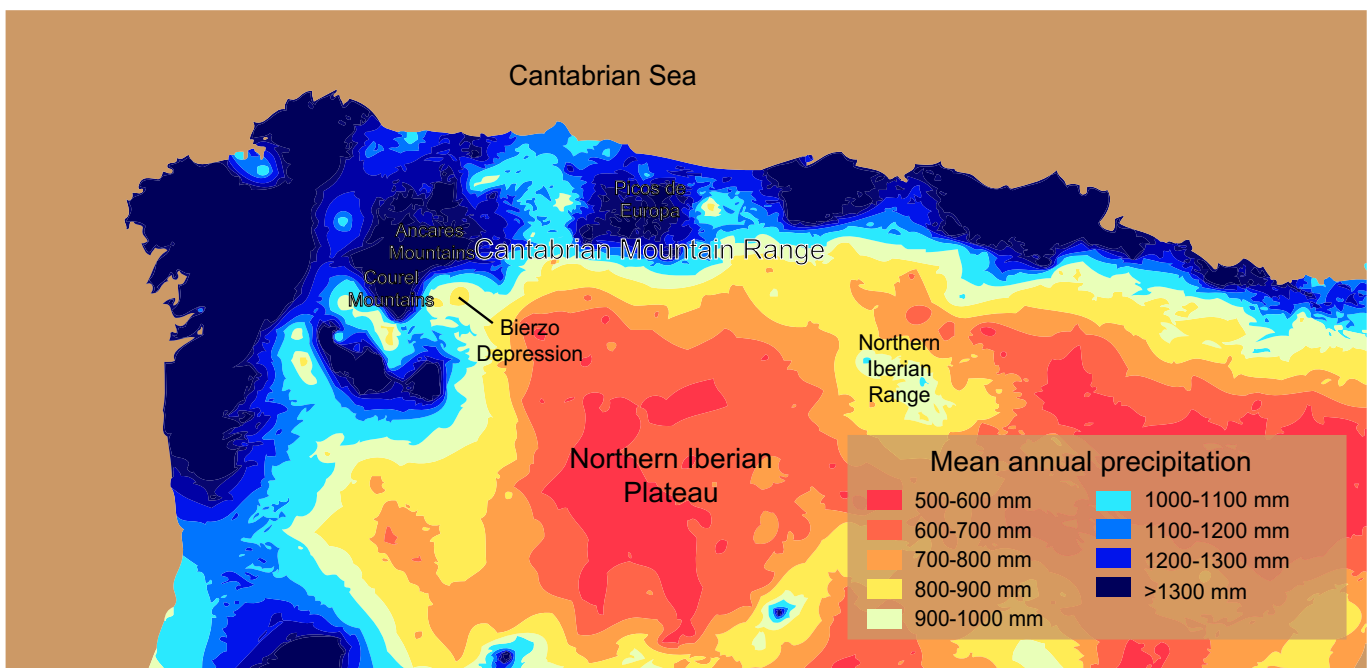 Cantabrian Sea
Picos de
Europa
Ancares
Mountains
Cantabrian Mountain Range
Courel
Mountains
Bierzo
Depression
Northern
Iberian
Range
Northern Iberian
Plateau
Mean annual precipitation
500-600 mm
600-700 mm
700-800 mm
800-900 mm
900-1000 mm
1000-1100 mm
1100-1200 mm
1200-1300 mm
>1300 mm